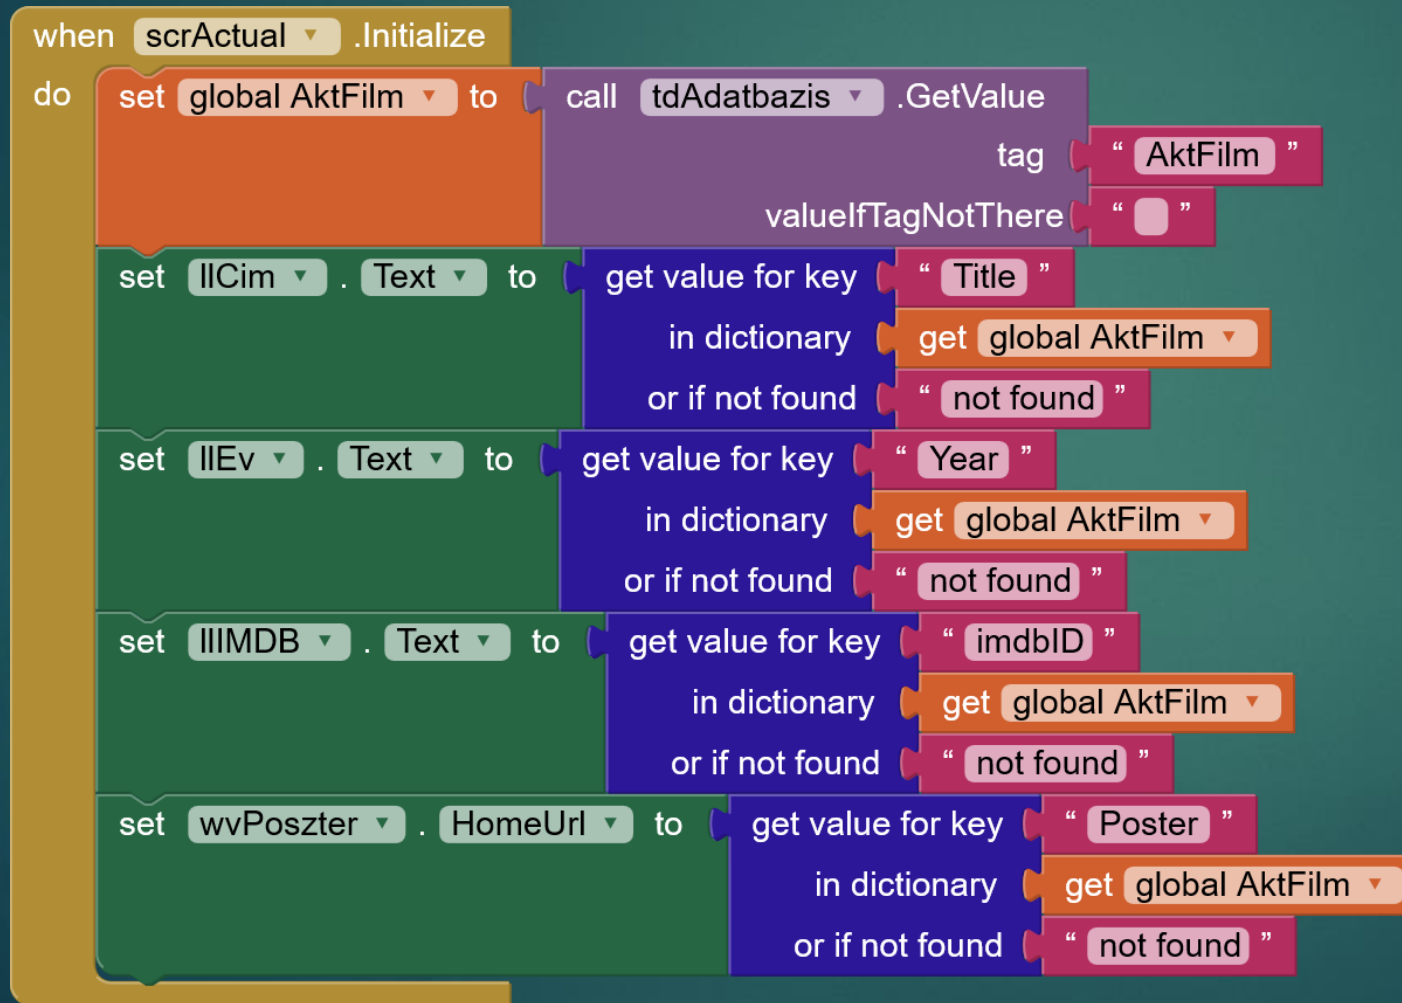 when scrActual .Initialize
do set global AktFilm to call tdAdatbazis .GetValue
tag “ AktFilm ”
valueIfTagNotThere “ ”
set llCim . Text to get value for key “ Title ”
in dictionary get global AktFilm
or if not found “ not found ”
set llEv . Text to get value for key “ Year ”
in dictionary get global AktFilm
or if not found “ not found ”
set llIMDB . Text to get value for key “ imdbID ”
in dictionary get global AktFilm
or if not found “ not found ”
set wvPoszter . HomeUrl to get value for key “ Poster ”
in dictionary get global AktFilm
or if not found “ not found ”